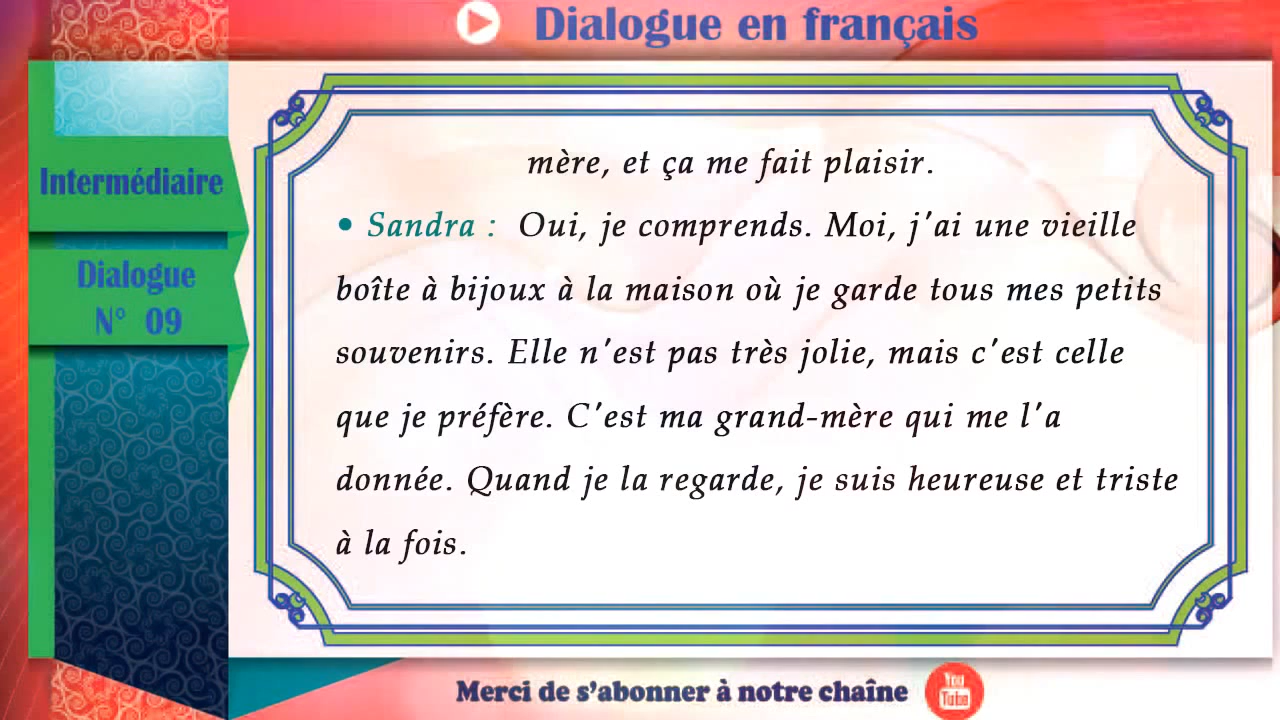 Dialogue en français
Intermédiaire
Dialogue
N° 09
mère, et ça me fait plaisir.
• Sandra : Oui, je comprends. Moi, j'ai une vieille
boîte à bijoux à la maison où je garde tous mes petits
souvenirs. Elle n'est pas très jolie, mais c'est celle
que je préfère. C'est ma grand-mère qui me l'a
donnée. Quand je la regarde, je suis heureuse et triste
à la fois.
Merci de s'abonner à notre chaîne
You
Tube